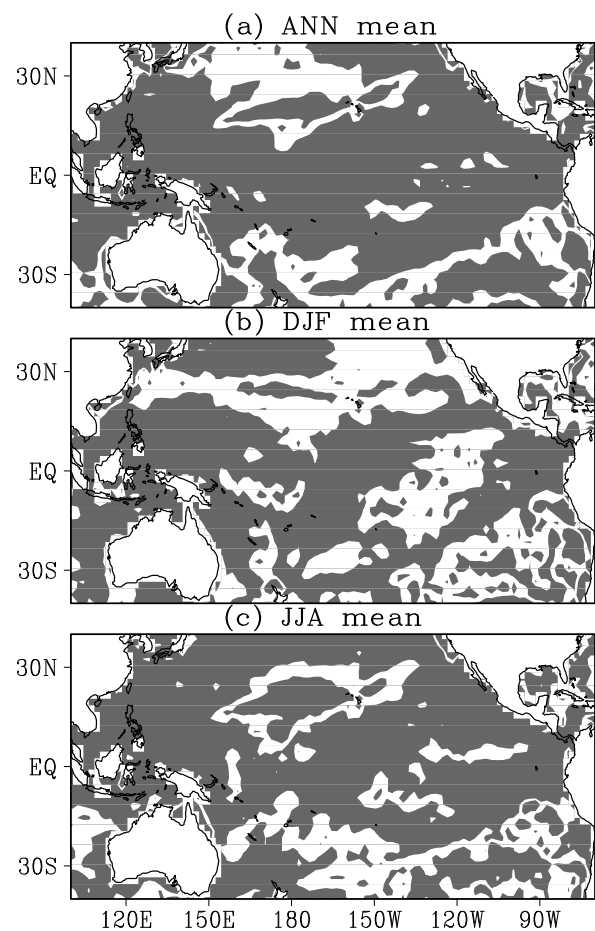 (a) ANN mean
30N
EQ
30S
(b) DJF mean
30N
EQ
30S
(c) JJA mean
30N
EQ
30S
120E 150E 180 150W 120W 90W